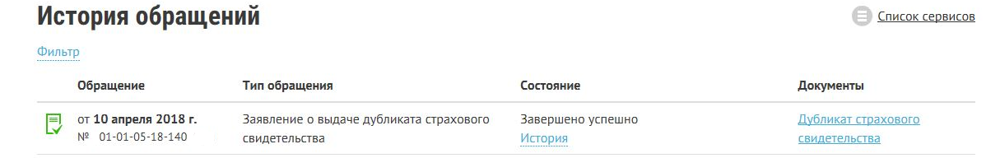 История обращений
Список сервисов
Фильтр
Обращение Тип обращения Состояние Документы
от 10 апреля 2018 г. Заявление о выдаче дубликата страхового Завершено успешно Дубликат страхового
№ 01-01-05-18-140 свидетельства История свидетельства